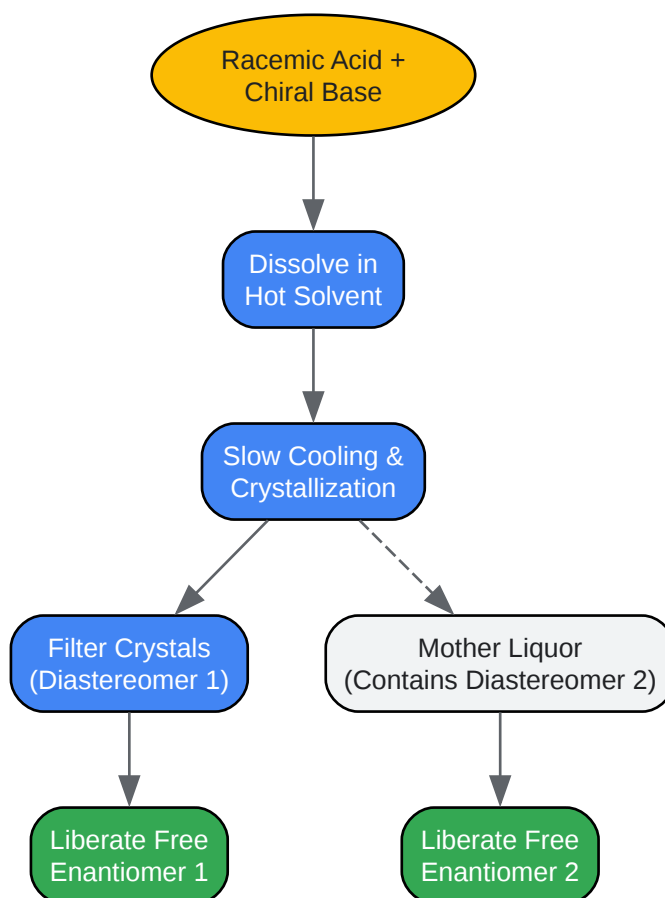 Racemic Acid +
Chiral Base
Dissolve in
Hot Solvent
Slow Cooling &
Crystallization
Filter Crystals
(Diastereomer 1)
Mother Liquor
(Contains Diastereomer 2)
Liberate Free
Enantiomer 1
Liberate Free
Enantiomer 2